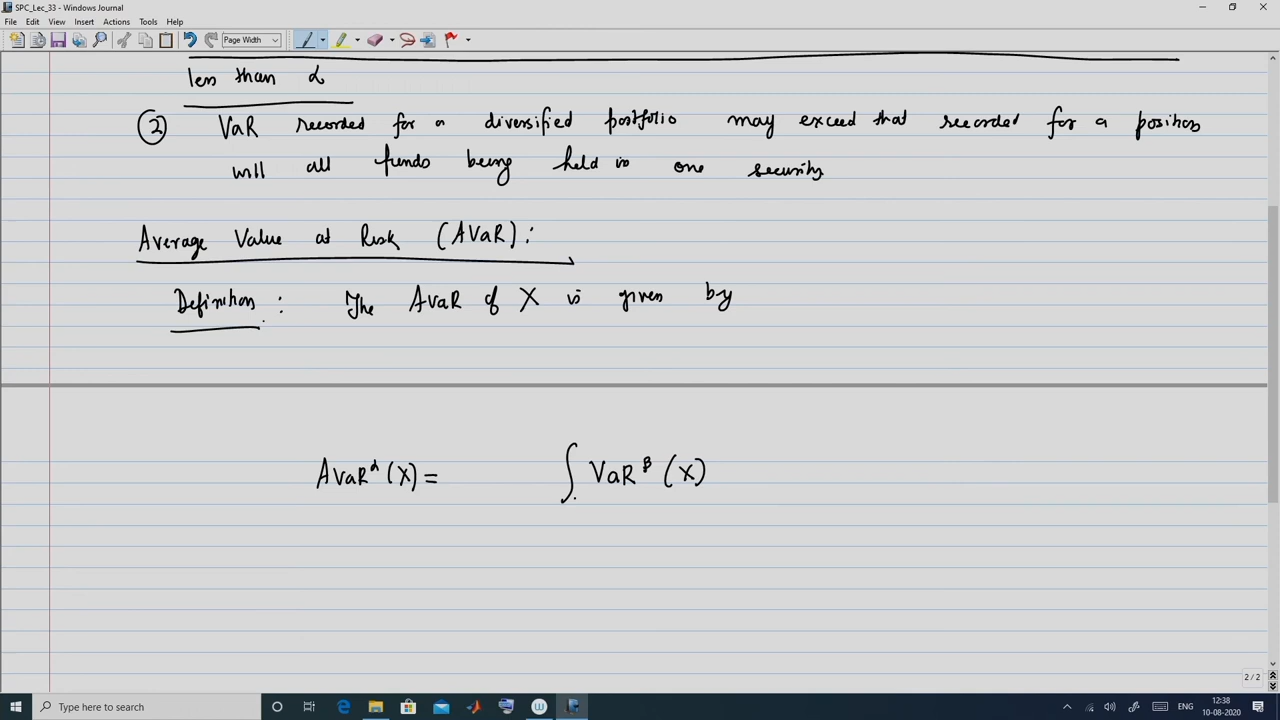 SPC_Lec_33 - Windows Journal
File Edit View Insert Actions Tools Help
Page Width
less than α
② VaR recorded for a diversified portfolio may exceed that recorded for a position
will all funds being held in one security
Average Value at Risk (AVaR):
Definition: The AVaR of X is given by
AVaR^α (X) = ∫ VaR^β (X)
2 / 2
Type here to search
12:38
10-08-2020